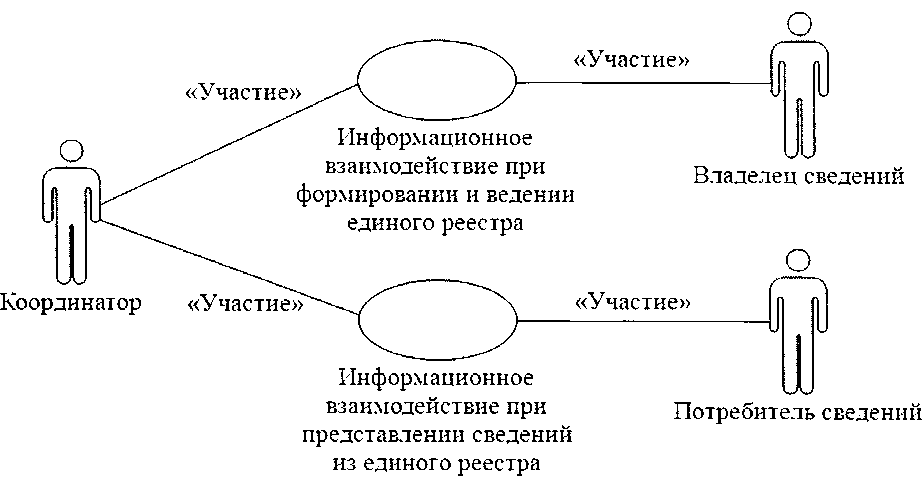 «Участие»
«Участие»
Информационное
взаимодействие при
формировании и ведении
единого реестра
Владелец сведений
Координатор
«Участие»
«Участие»
Информационное
взаимодействие при
представлении сведений
из единого реестра
Потребитель сведений